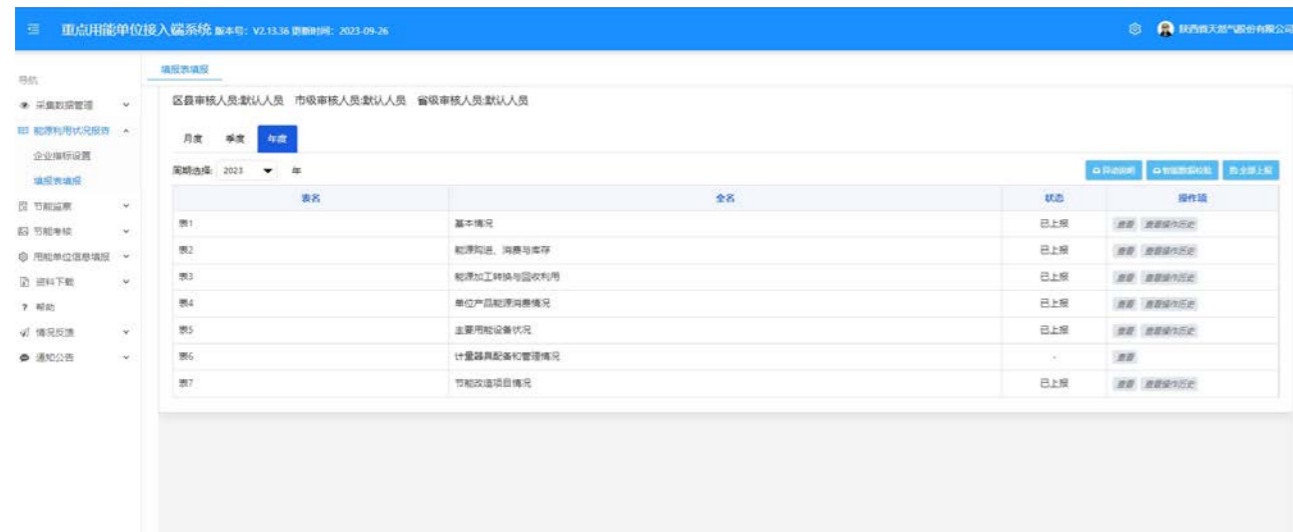 重点用能单位接入端系统 版本号: V2.13.36 更新时间: 2023-09-26
陕西省天然气股份有限公司
导航
采集数据管理
能源利用状况报告
企业指标设置
填报表填报
节能监察
节能考核
用能单位信息填报
资料下载
? 帮助
情况反馈
通知公告
填报表填报
区县审核人员:默认人员 市级审核人员:默认人员 省级审核人员:默认人员
月度 季度 年度
周期选择: 2023 年
异动说明 智能数据校验 全部上报
表名 全名 状态 操作项
表1 基本情况 已上报 查看 查看操作历史
表2 能源购进、消费与库存 已上报 查看 查看操作历史
表3 能源加工转换与回收利用 已上报 查看 查看操作历史
表4 单位产品能源消费情况 已上报 查看 查看操作历史
表5 主要用能设备状况 已上报 查看 查看操作历史
表6 计量器具配备和管理情况 - 查看
表7 节能改造项目情况 已上报 查看 查看操作历史